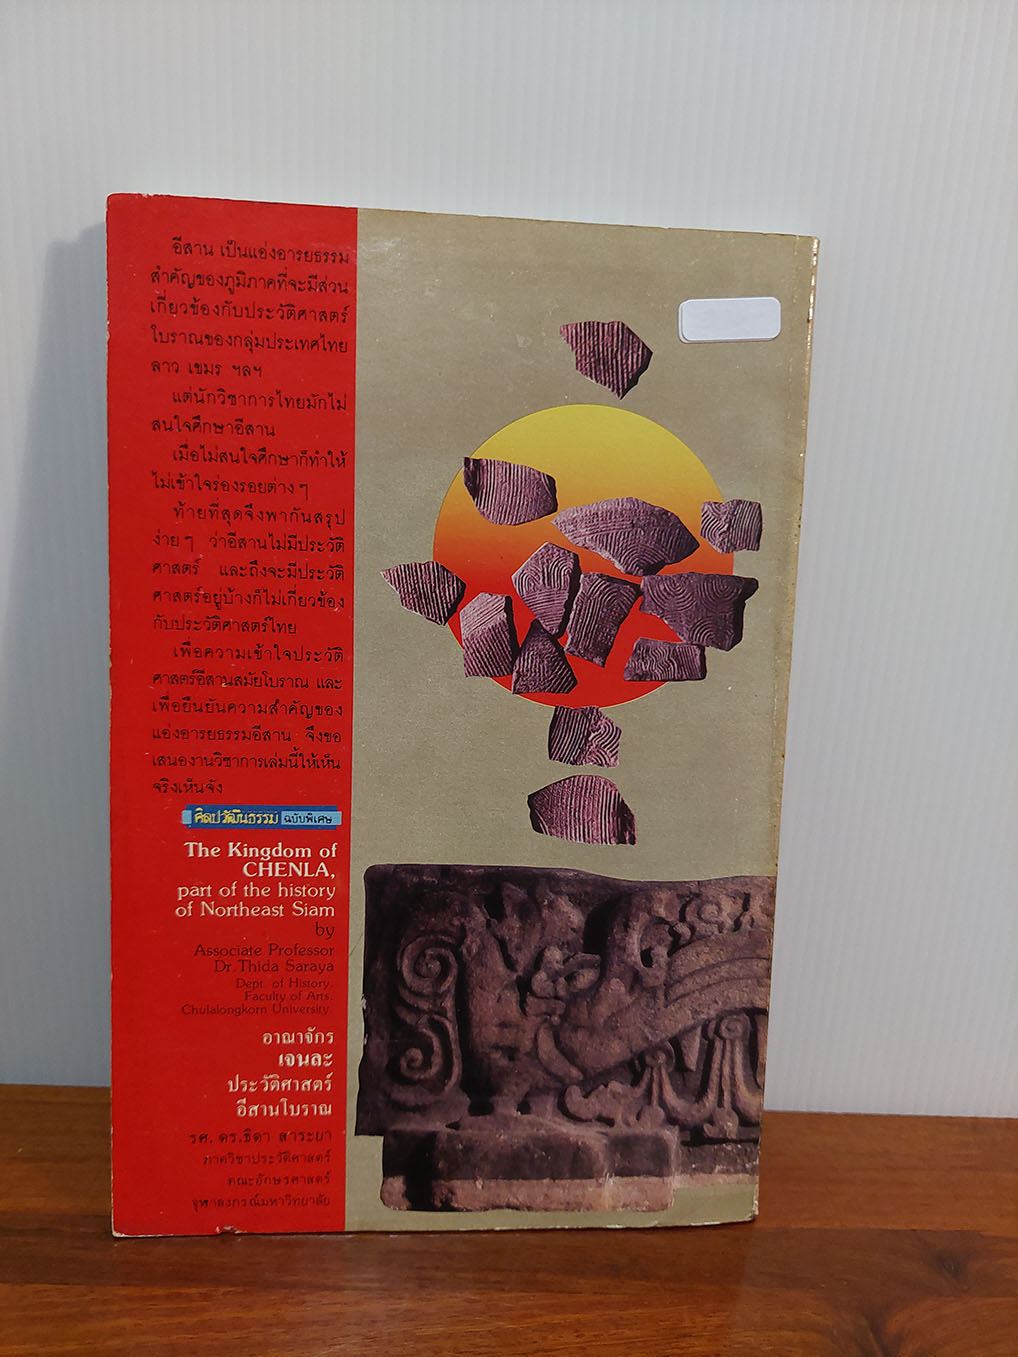 อีสาน เป็นแอ่งอารยธรรม
สำคัญของภูมิภาคที่จะมีส่วน
เกี่ยวข้องกับประวัติศาสตร์
โบราณของกลุ่มประเทศไทย
ลาว เขมร ฯลฯ
แต่นักวิชาการไทยมักไม่
สนใจศึกษาอีสาน
เมื่อไม่สนใจศึกษาก็ทำให้
ไม่เข้าใจร่องรอยต่าง ๆ
ท้ายที่สุดจึงพากันสรุป
ง่าย ๆ ว่าอีสานไม่มีประวัติ
ศาสตร์ และถึงจะมีประวัติ
ศาสตร์อยู่บ้างก็ไม่เกี่ยวข้อง
กับประวัติศาสตร์ไทย
เพื่อความเข้าใจประวัติ
ศาสตร์อีสานสมัยโบราณ และ
เพื่อยืนยันความสำคัญของ
แอ่งอารยธรรมอีสาน จึงขอ
เสนองานวิชาการเล่มนี้ให้เห็น
จริงเห็นจัง
ศิลปวัฒนธรรม ฉบับพิเศษ
The Kingdom of
CHENLA,
part of the history
of Northeast Siam
by
Associate Professor
Dr. Thida Saraya
Dept. of History.
Faculty of Arts.
Chulalongkorn University
อาณาจักร
เจนละ
ประวัติศาสตร์
อีสานโบราณ
รศ. ดร. ธิดา สาระยา
ภาควิชาประวัติศาสตร์
คณะอักษรศาสตร์
จุฬาลงกรณ์มหาวิทยาลัย